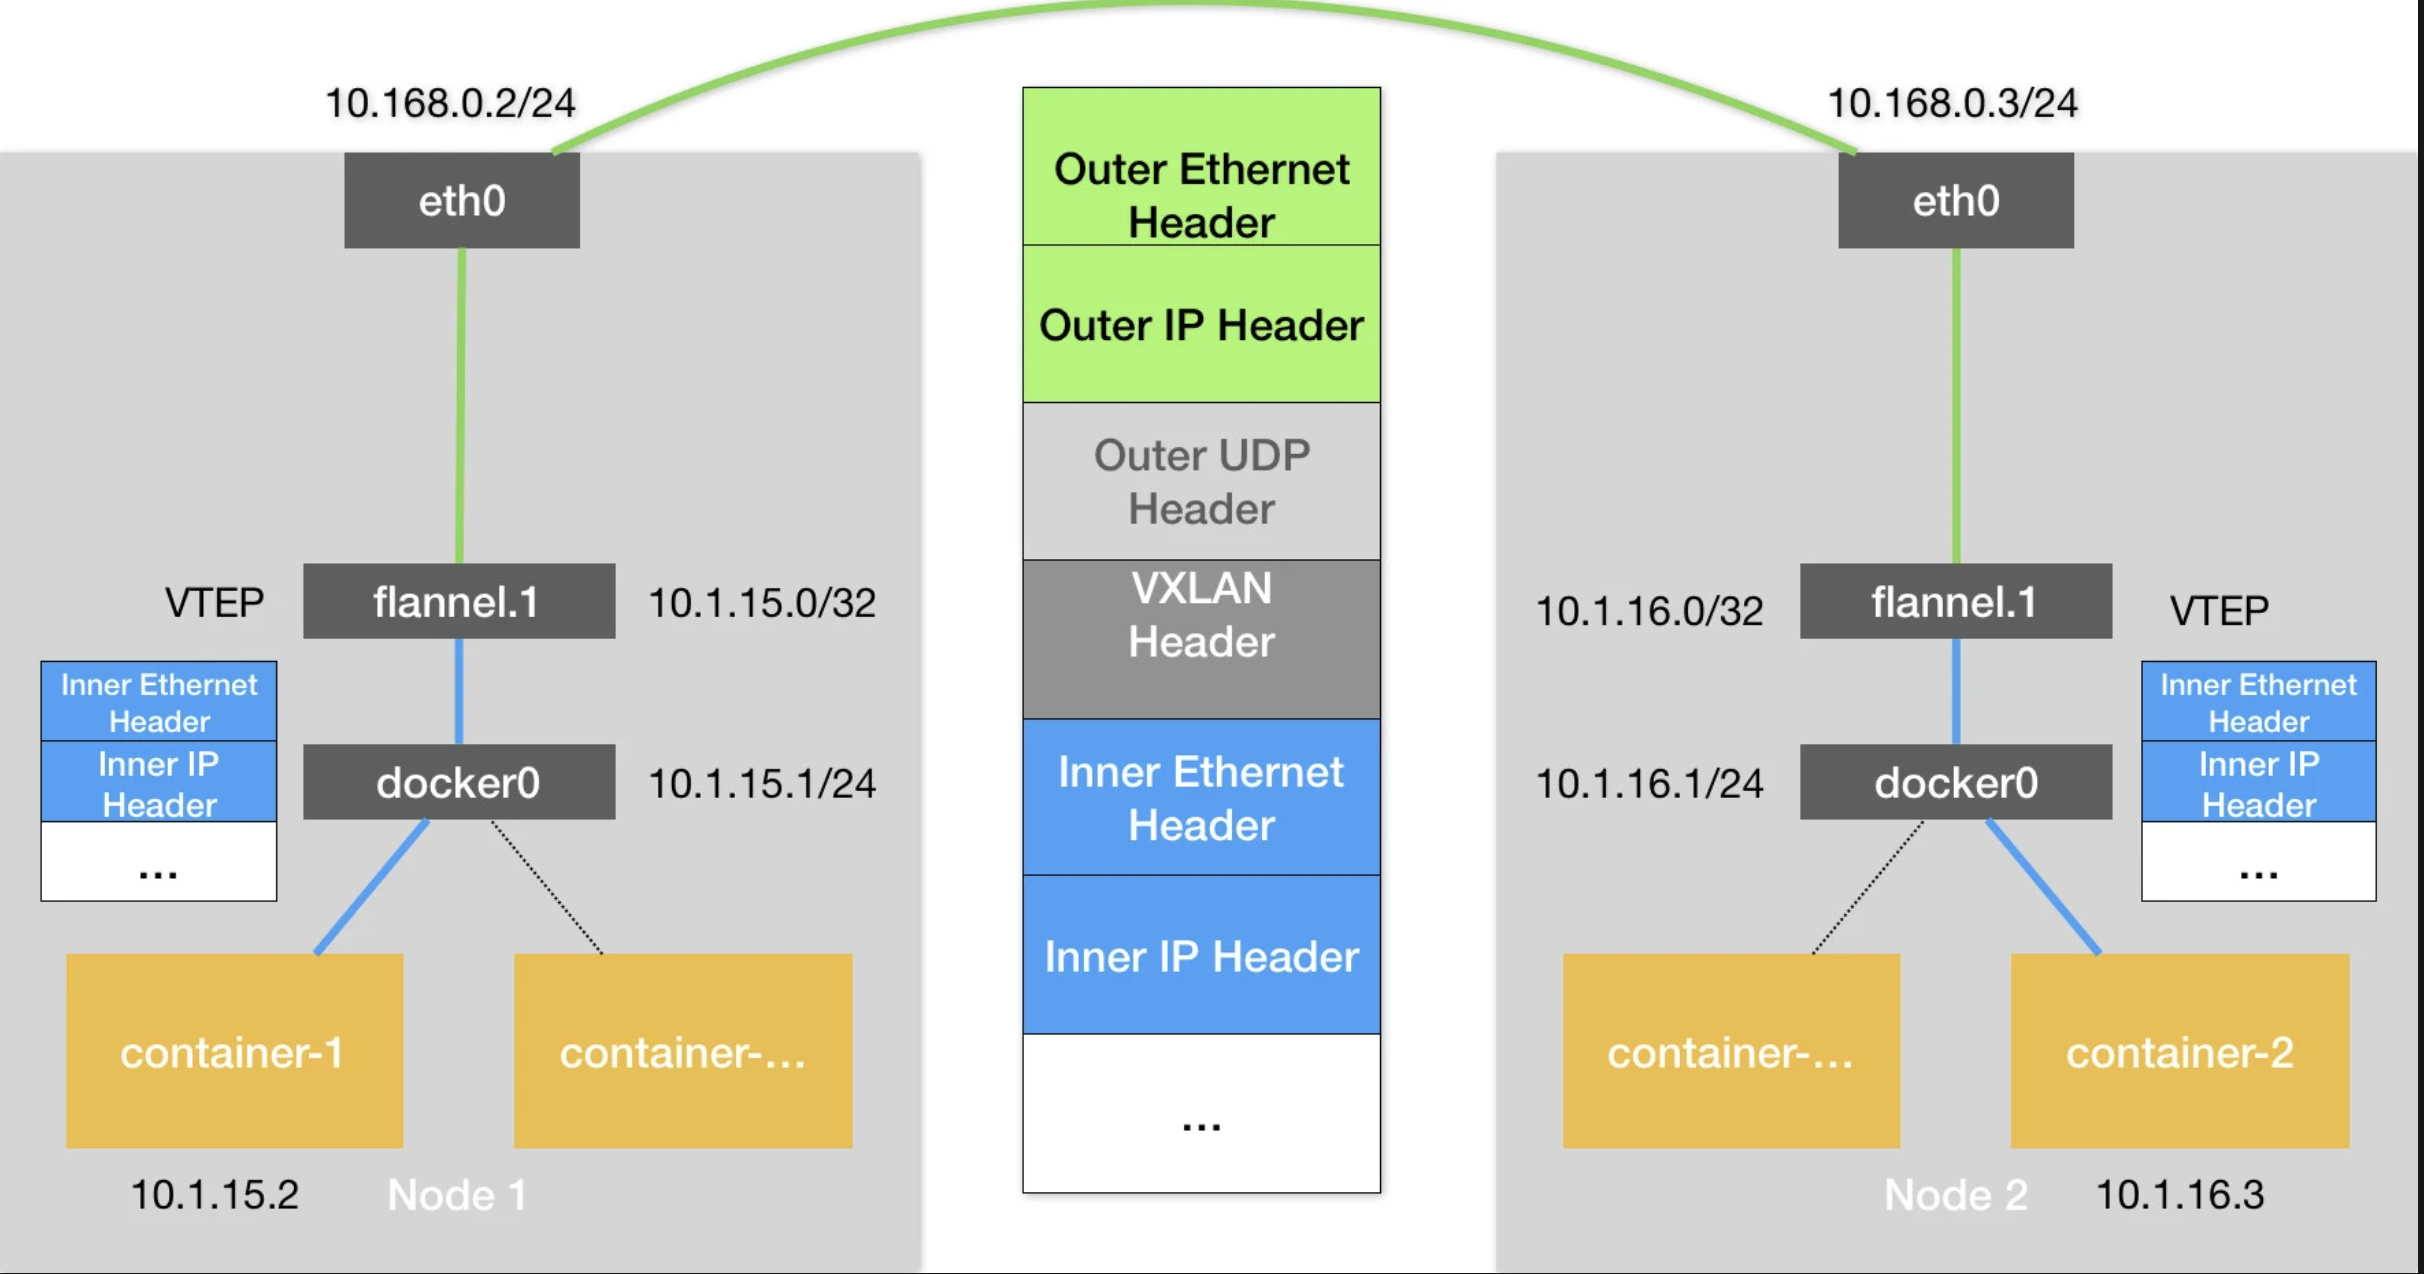 10.168.0.2/24
eth0
VTEP
flannel.1
10.1.15.0/32
Inner Ethernet
Header
Inner IP
Header
...
docker0
10.1.15.1/24
container-1
container-...
10.1.15.2
Node 1
Outer Ethernet
Header
Outer IP Header
Outer UDP
Header
VXLAN
Header
Inner Ethernet
Header
Inner IP Header
...
10.168.0.3/24
eth0
10.1.16.0/32
flannel.1
VTEP
10.1.16.1/24
docker0
Inner Ethernet
Header
Inner IP
Header
...
container-...
container-2
Node 2
10.1.16.3